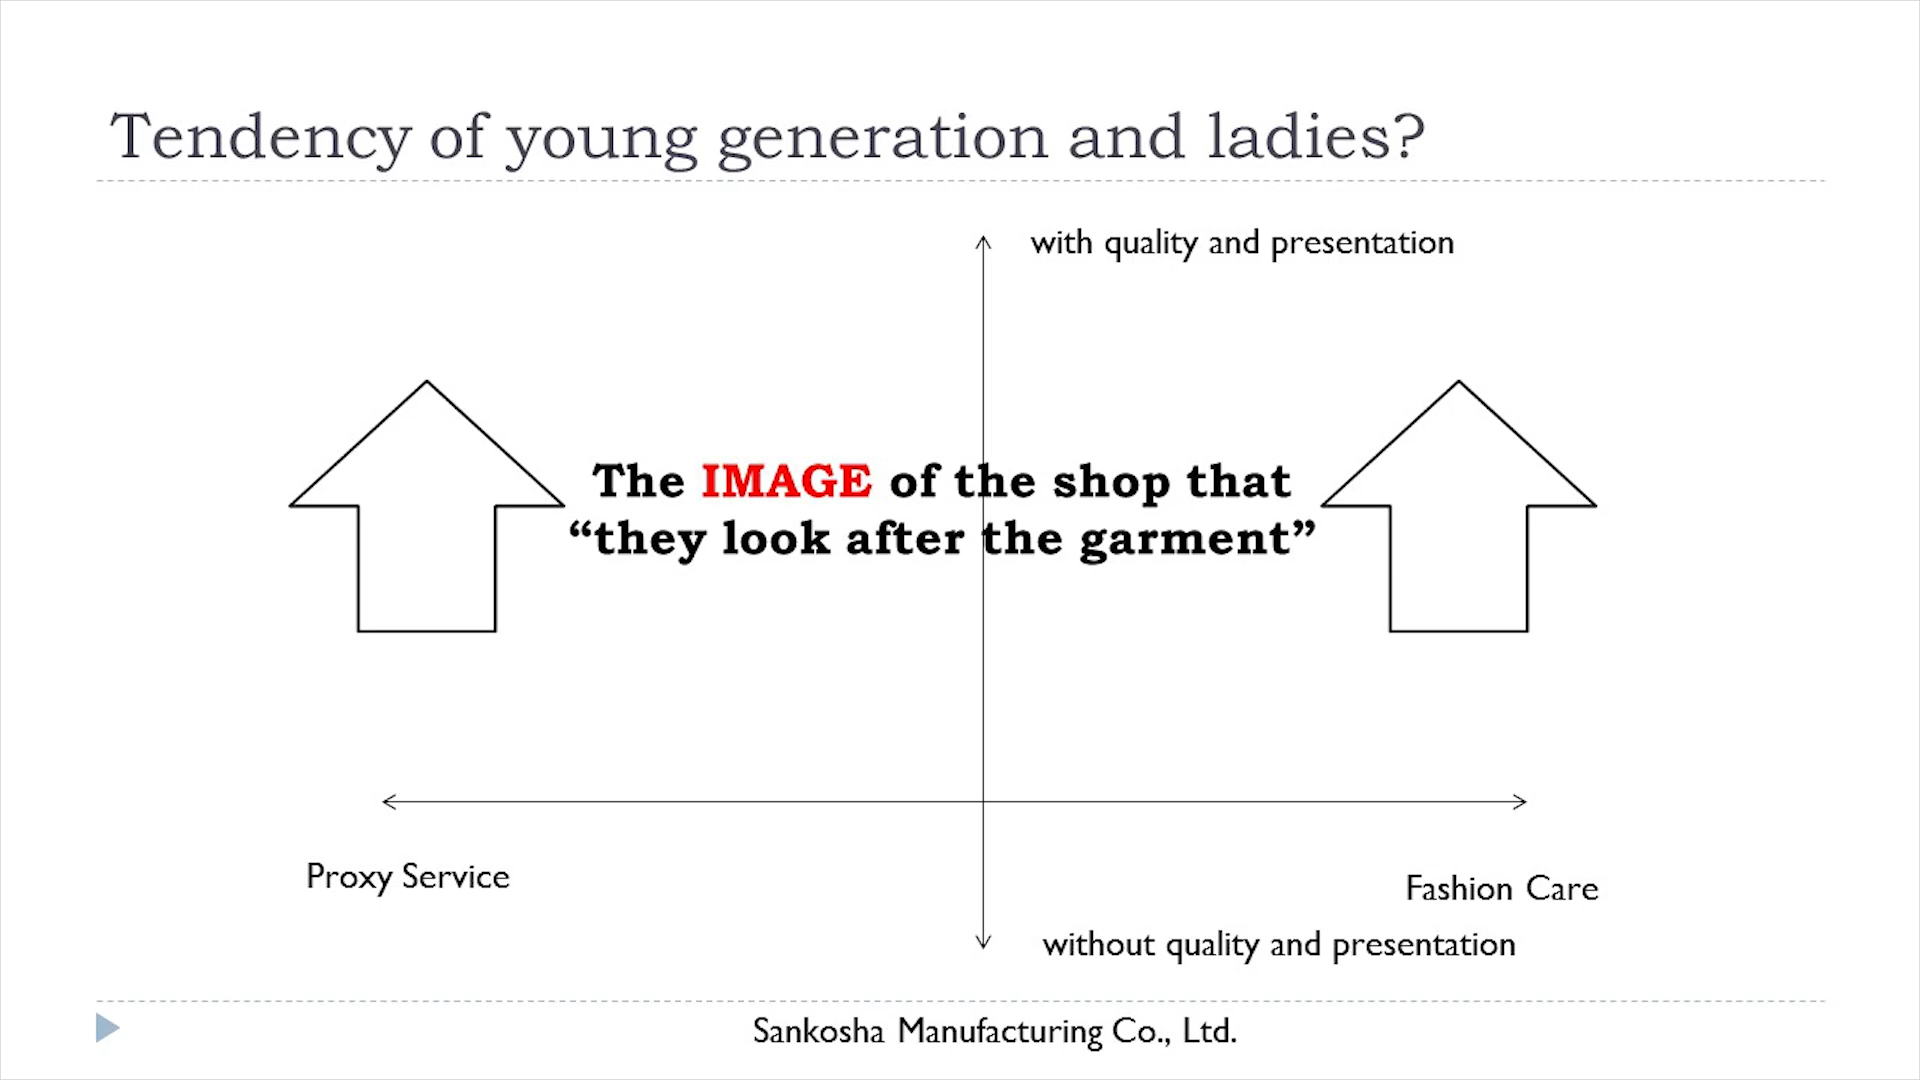 Tendency of young generation and ladies?
with quality and presentation
The IMAGE of the shop that
“they look after the garment”
Proxy Service
Fashion Care
without quality and presentation
Sankosha Manufacturing Co., Ltd.